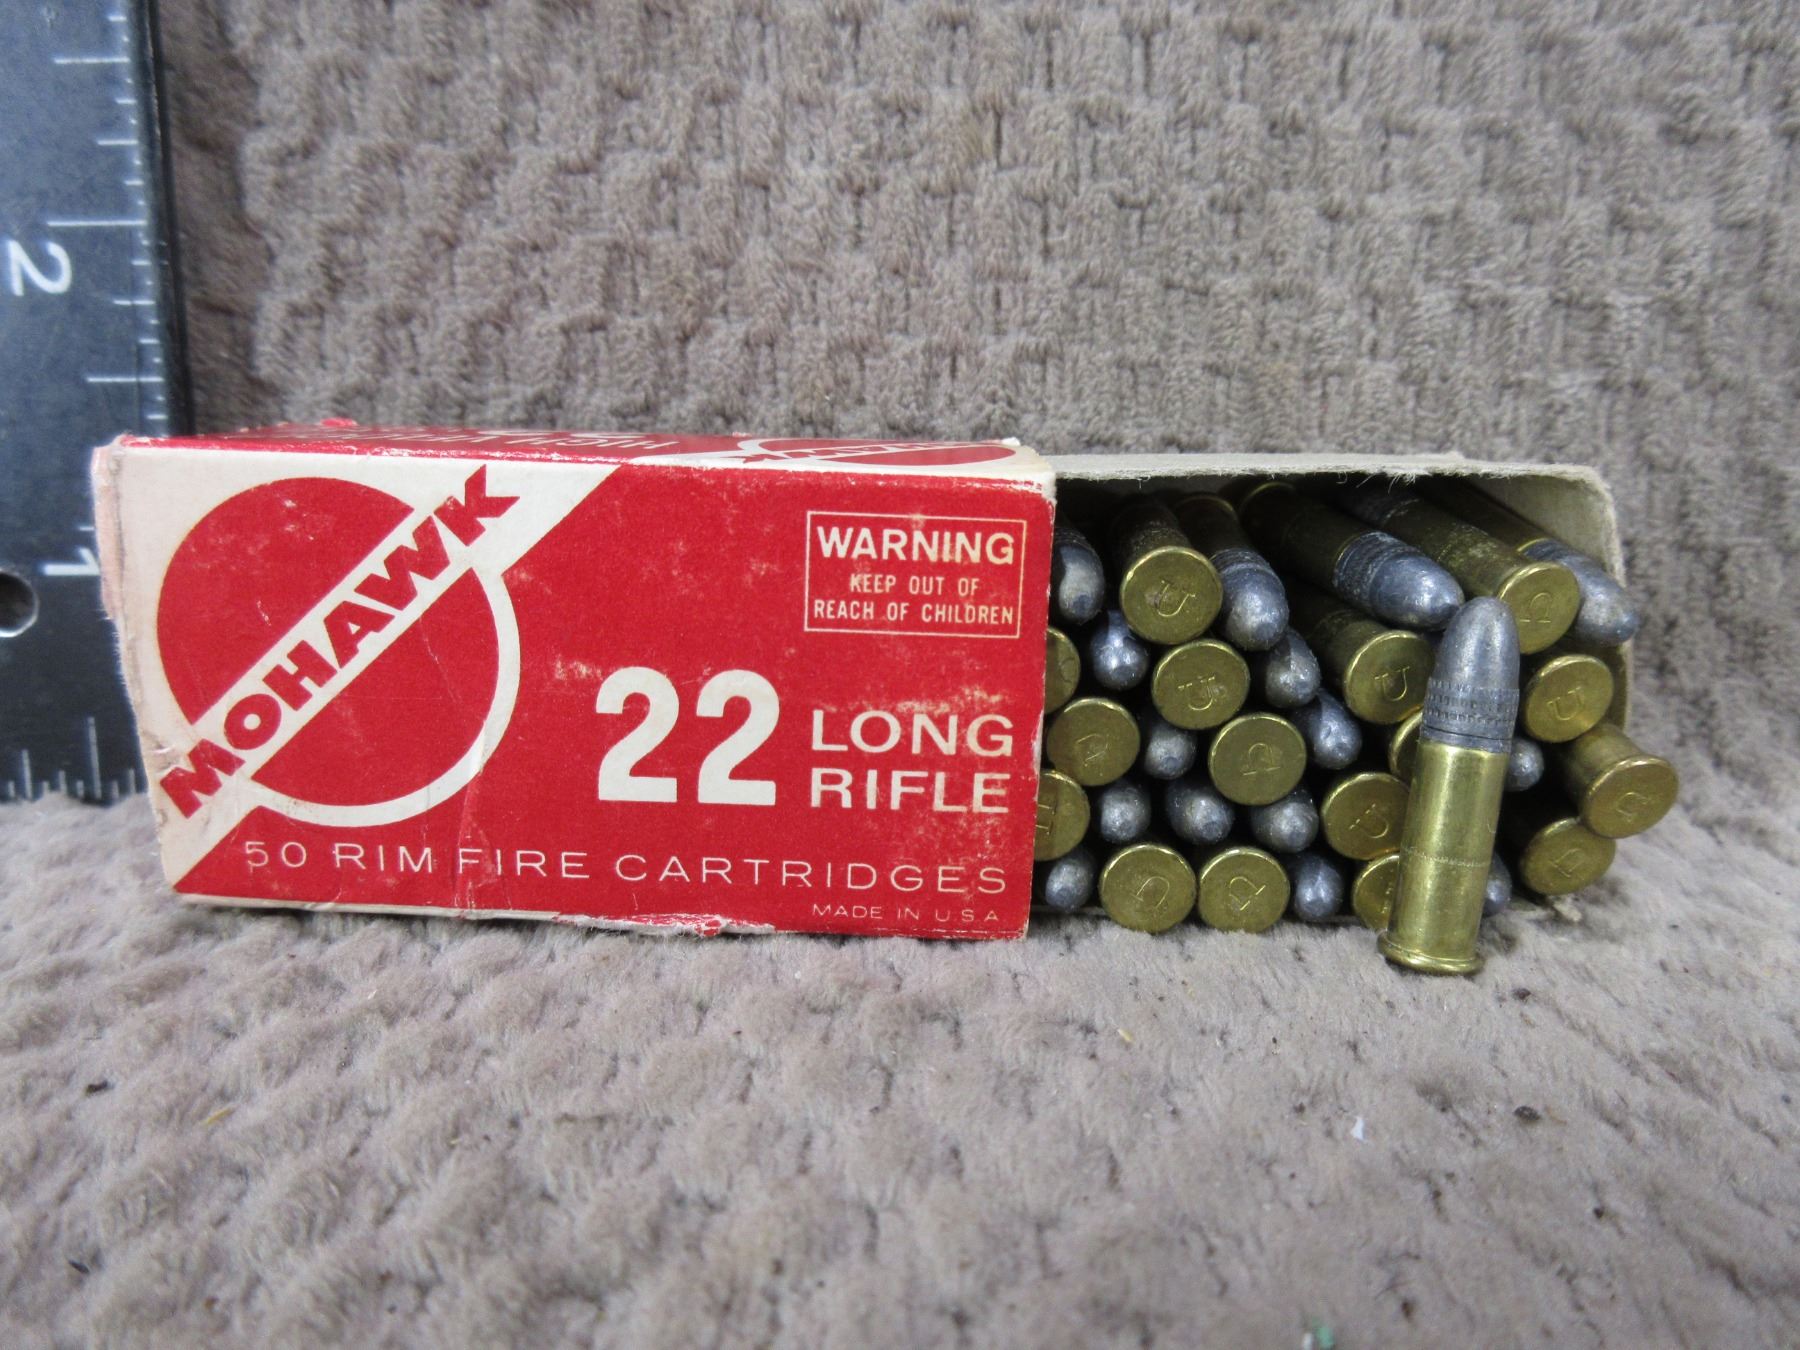 MOHAWK
WARNING
KEEP OUT OF
REACH OF CHILDREN
22 LONG
RIFLE
50 RIM FIRE CARTRIDGES
MADE IN U.S.A
2
1
U
U
U
U
U
U
U
U
U
U
U
U
U